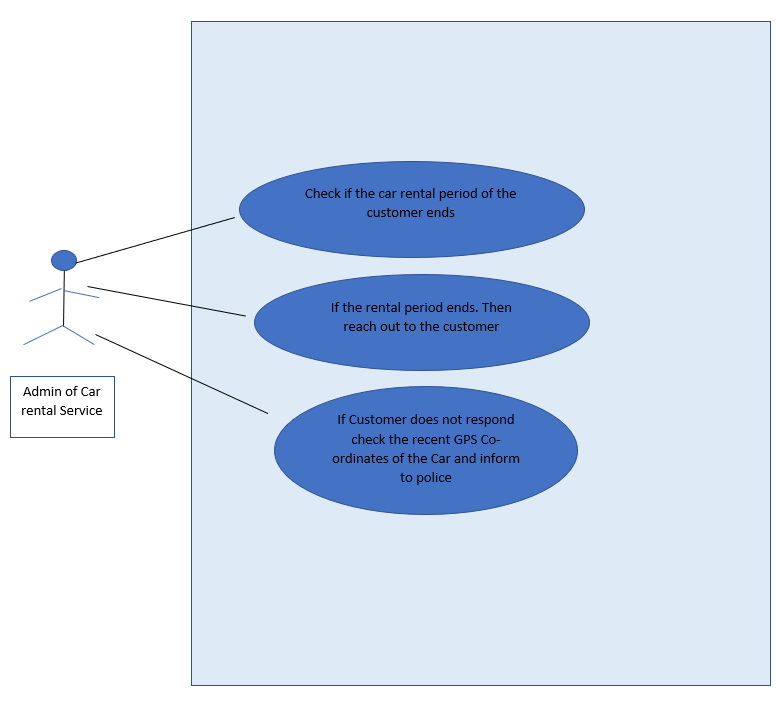 Check if the car rental period of the
customer ends
If the rental period ends. Then
reach out to the customer
Admin of Car
rental Service
If Customer does not respond
check the recent GPS Co-
ordinates of the Car and inform
to police